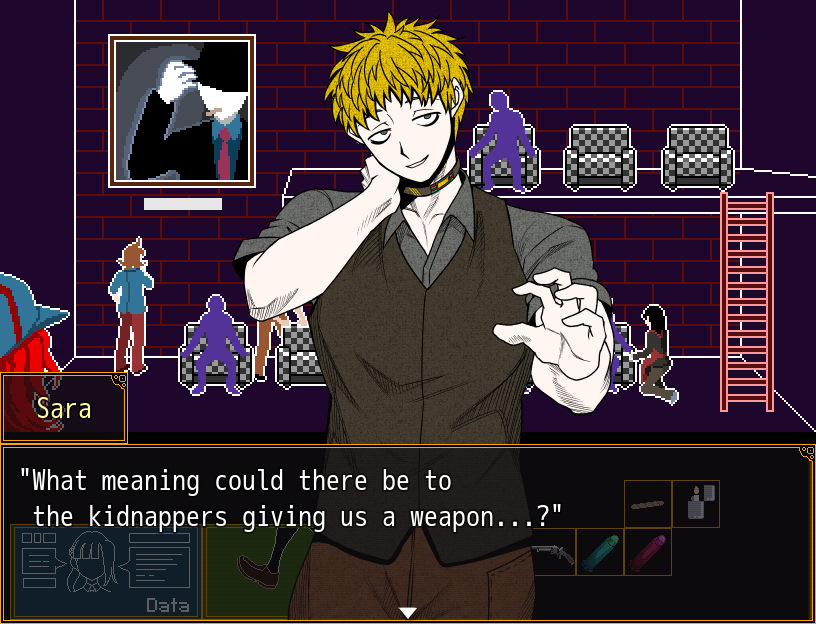 Sara
"What meaning could there be to
the kidnappers giving us a weapon...?"
Data